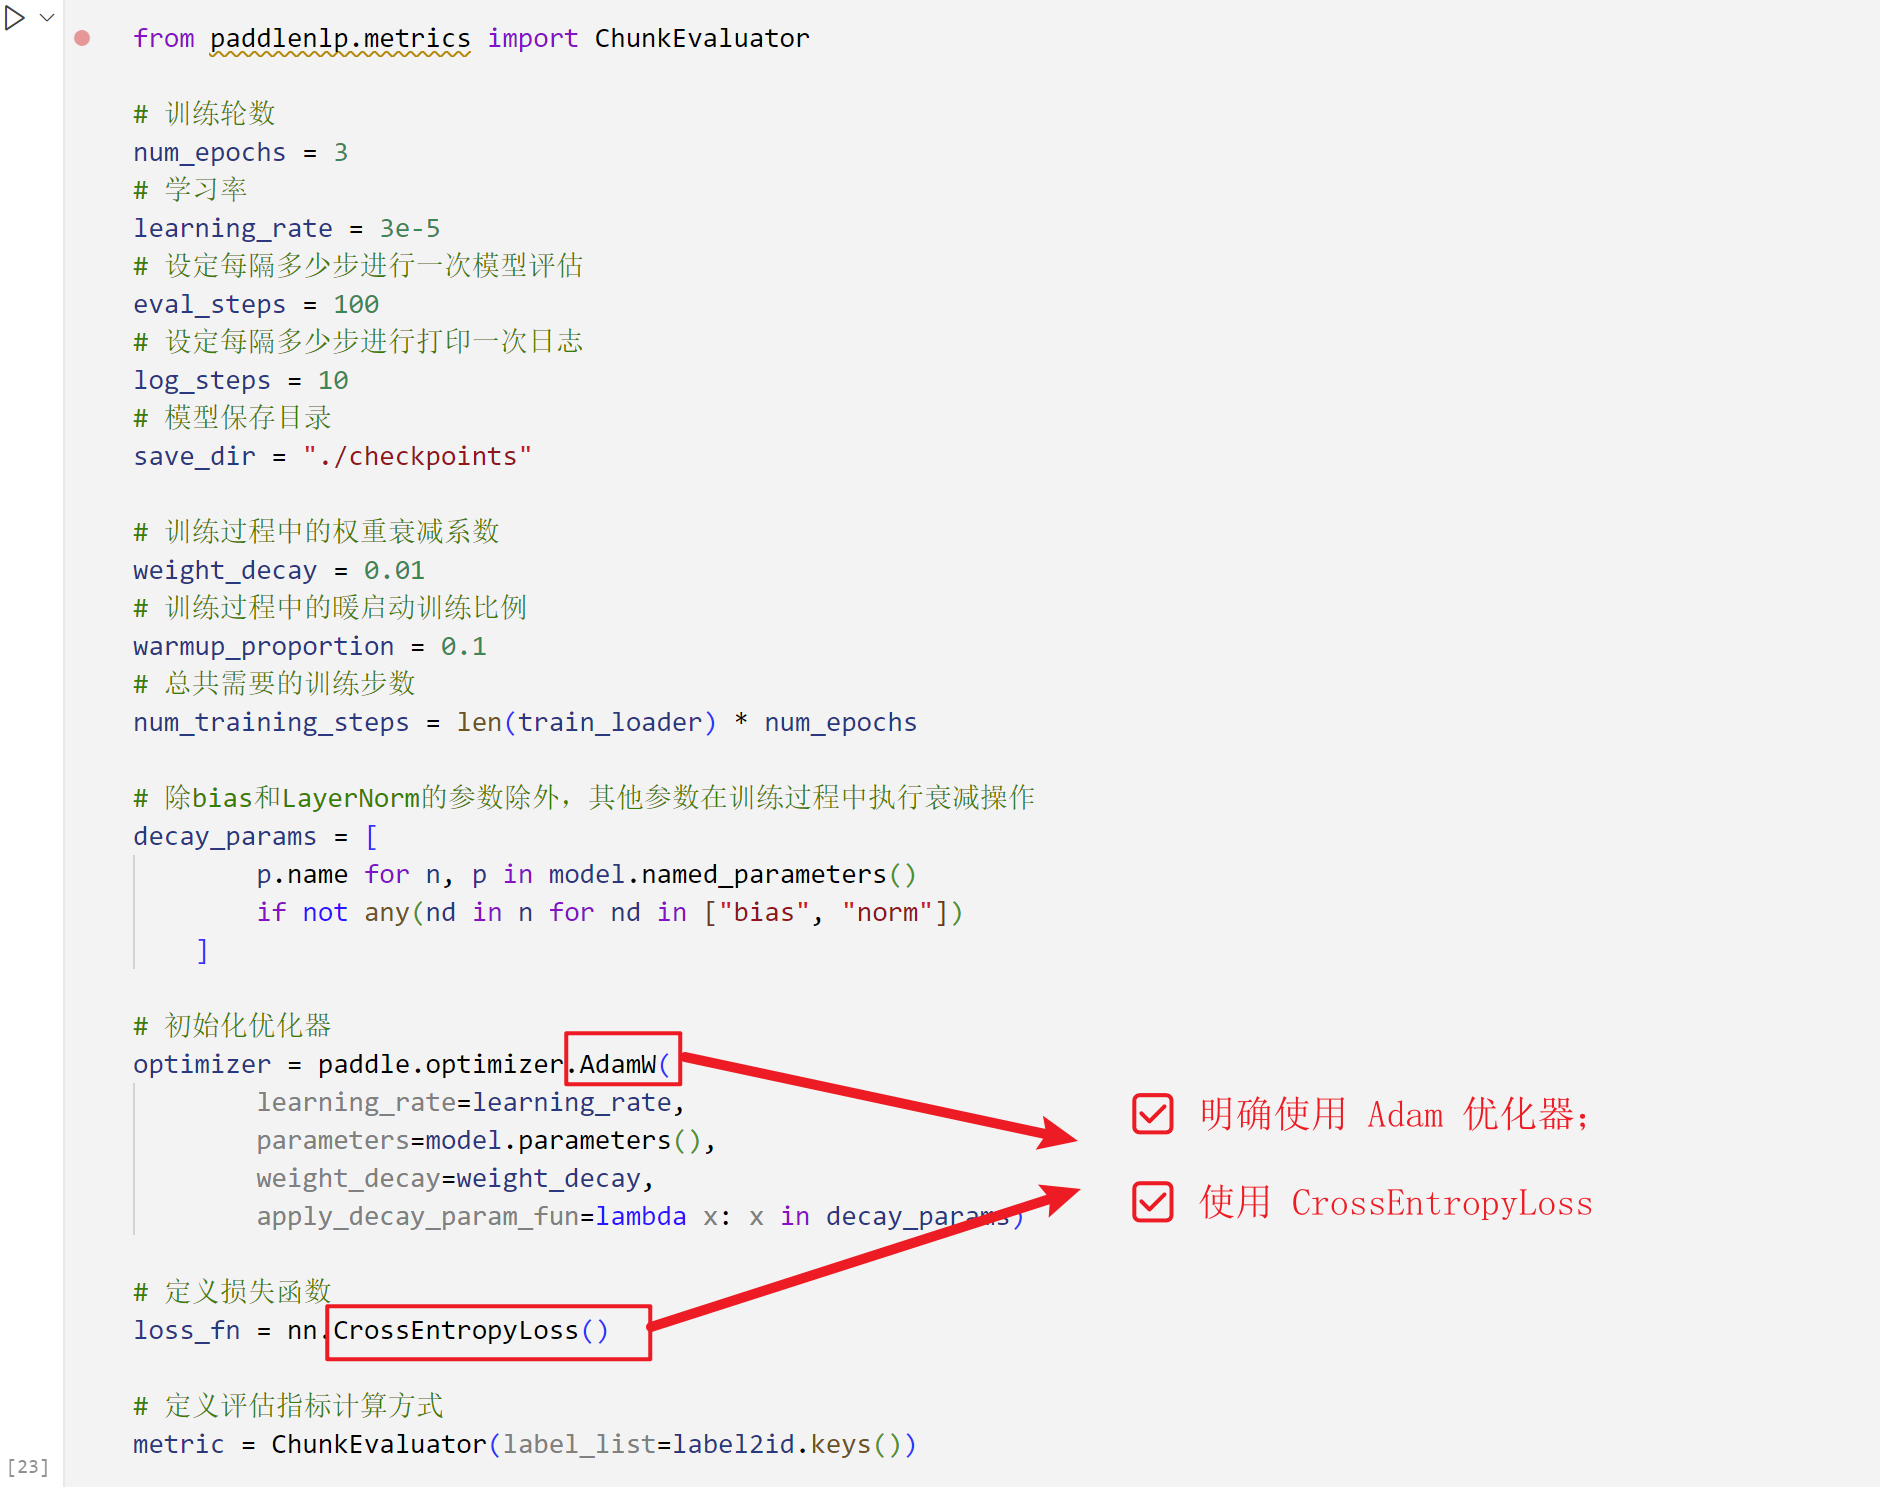 from paddlenlp.metrics import ChunkEvaluator
# 训练轮数
num_epochs = 3
# 学习率
learning_rate = 3e-5
# 设定每隔多少步进行一次模型评估
eval_steps = 100
# 设定每隔多少步进行打印一次日志
log_steps = 10
# 模型保存目录
save_dir = "./checkpoints"
# 训练过程中的权重衰减系数
weight_decay = 0.01
# 训练过程中的暖启动训练比例
warmup_proportion = 0.1
# 总共需要的训练步数
num_training_steps = len(train_loader) * num_epochs
# 除bias和LayerNorm的参数除外，其他参数在训练过程中执行衰减操作
decay_params = [
p.name for n, p in model.named_parameters()
if not any(nd in n for nd in ["bias", "norm"])
]
# 初始化优化器
optimizer = paddle.optimizer.AdamW(
learning_rate=learning_rate,
parameters=model.parameters(),
weight_decay=weight_decay,
apply_decay_param_fun=lambda x: x in decay_params)
明确使用 Adam 优化器；
使用 CrossEntropyLoss
# 定义损失函数
loss_fn = nn.CrossEntropyLoss()
# 定义评估指标计算方式
metric = ChunkEvaluator(label_list=label2id.keys())
[23]